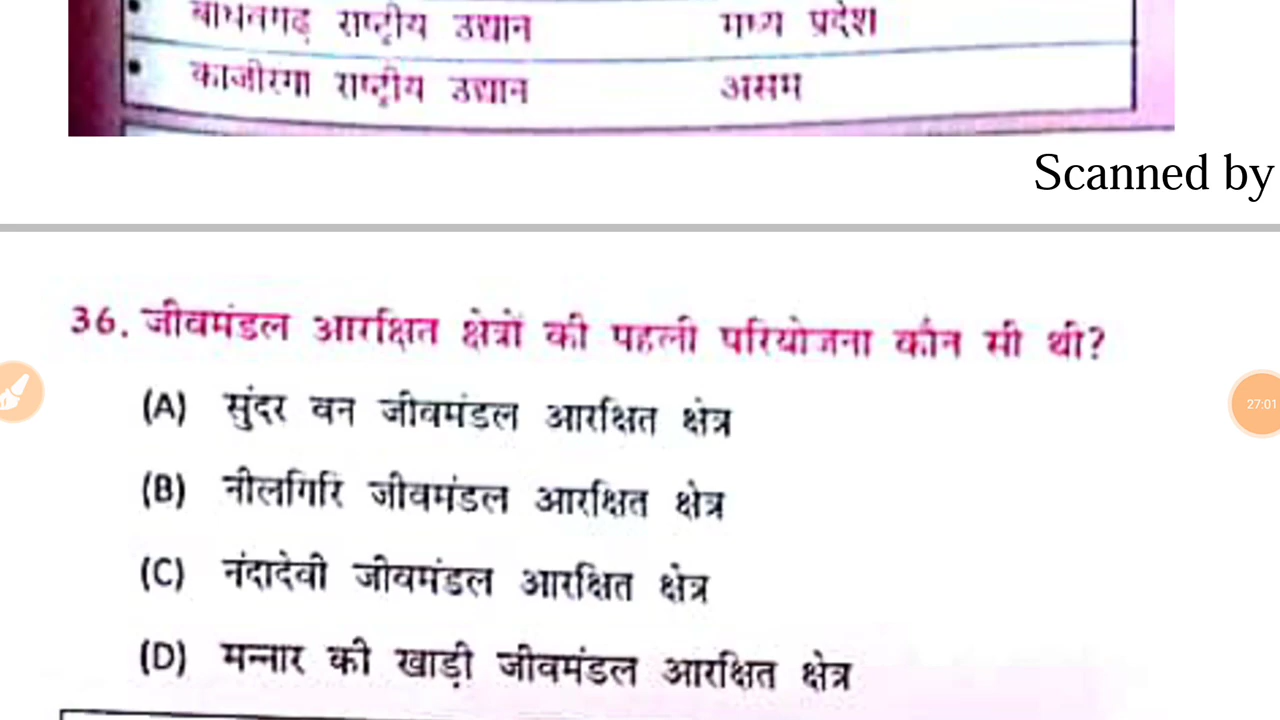 बांधवगढ़ राष्ट्रीय उद्यान मध्य प्रदेश
काजीरंगा राष्ट्रीय उद्यान असम
Scanned by
36. जीवमंडल आरक्षित क्षेत्रों की पहली परियोजना कौन सी थी?
(A) सुंदर वन जीवमंडल आरक्षित क्षेत्र
27:01
(B) नीलगिरि जीवमंडल आरक्षित क्षेत्र
(C) नंदादेवी जीवमंडल आरक्षित क्षेत्र
(D) मन्नार की खाड़ी जीवमंडल आरक्षित क्षेत्र